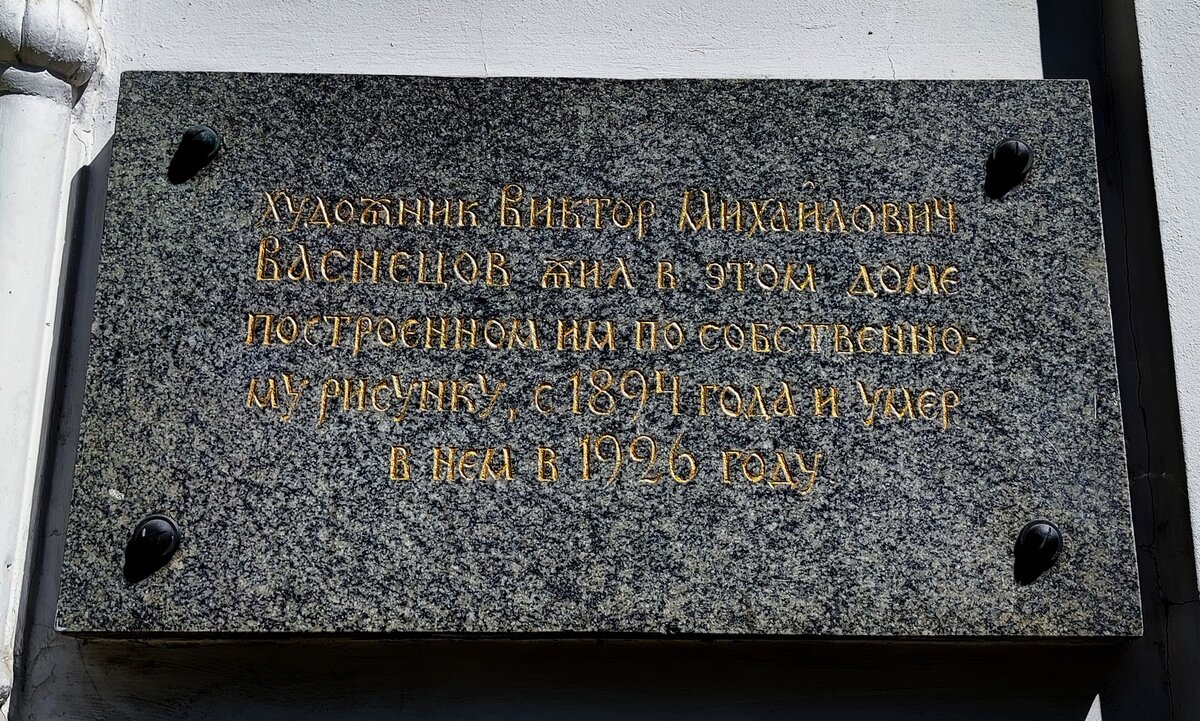 Художник Виктор Михайлович
Васнецов жил в этом доме
построенном им по собственно-
му рисунку, с 1894 года и умер
в нем в 1926 году